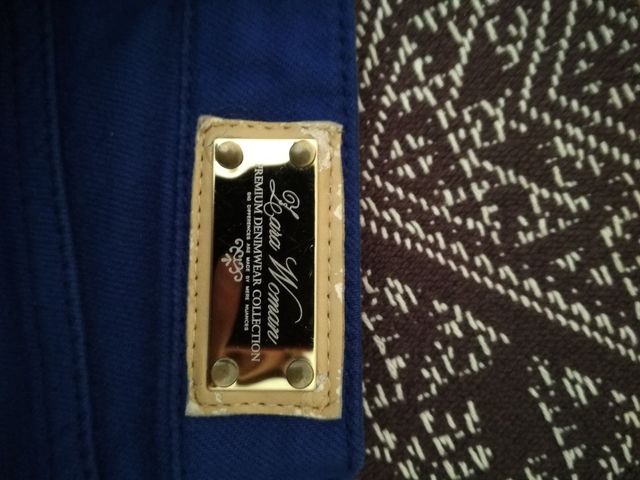 Zara Woman
PREMIUM DENIMWEAR COLLECTION
BIG DIFFERENCES ARE MADE BY MERE NUANCES